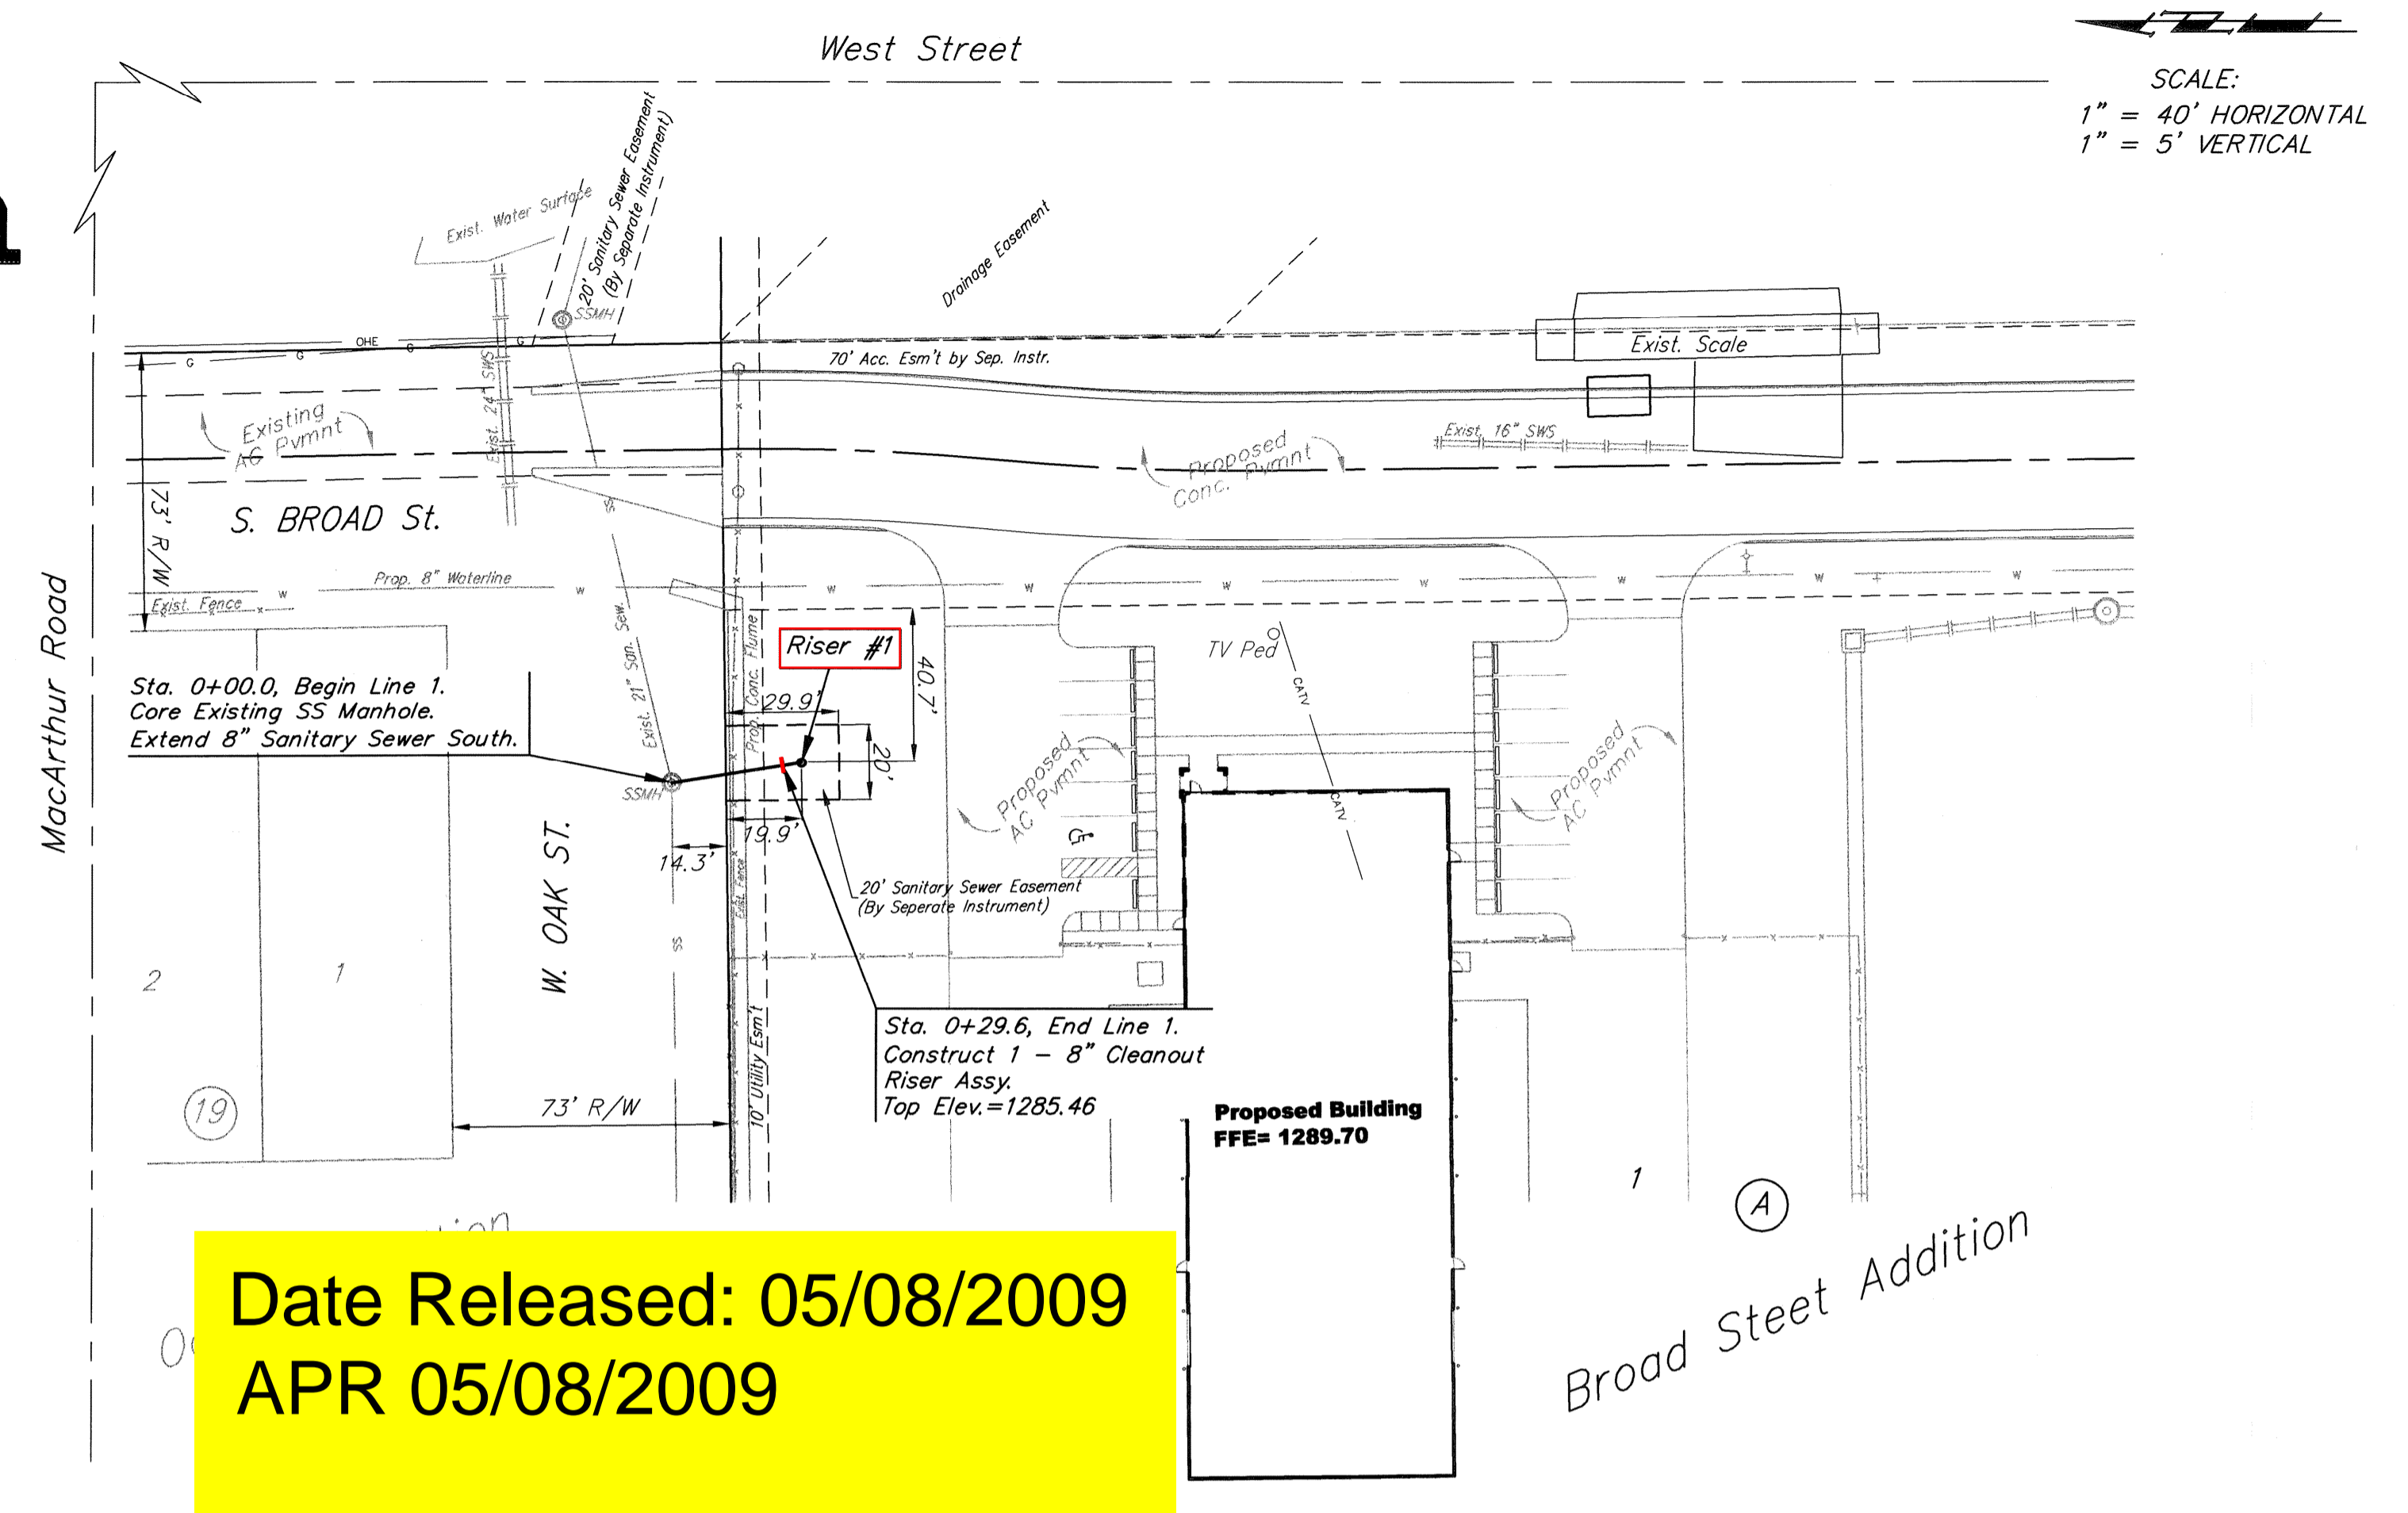 West Street
SCALE:
1" = 40' HORIZONTAL
1" = 5' VERTICAL
20' Sanitary Sewer Easement
(By Separate Instrument)
Exist. Water Surface
SSMH
Drainage Easement
OHE
G
G
G
G
70' Acc. Esm't by Sep. Instr.
Exist. Scale
Existing
AC Pvmnt
Exist. 24" SWS
Exist. 16" SWS
Proposed
Conc. Pvmnt
73' R/W
S. BROAD St.
SS
Prop. 8" Waterline
W
W
W
W
W
W
W
W
W
Exist. Fence
MacArthur Road
Exist. 21" San. Sew.
Prop. Conc. Flume
Riser #1
40.7'
29.9'
20'
TV Ped
CATV
CATV
Sta. 0+00.0, Begin Line 1.
Core Existing SS Manhole.
Extend 8" Sanitary Sewer South.
SSMH
Proposed
AC Pvmnt
Proposed
AC Pvmnt
19.9'
14.3'
Exist. Fence
20' Sanitary Sewer Easement
(By Seperate Instrument)
W. OAK ST.
SS
2
1
19
73' R/W
10' Utility Esm't
Sta. 0+29.6, End Line 1.
Construct 1 - 8" Cleanout
Riser Assy.
Top Elev.=1285.46
Proposed Building
FFE= 1289.70
1
A
Broad Steet Addition
Date Released: 05/08/2009
APR 05/08/2009